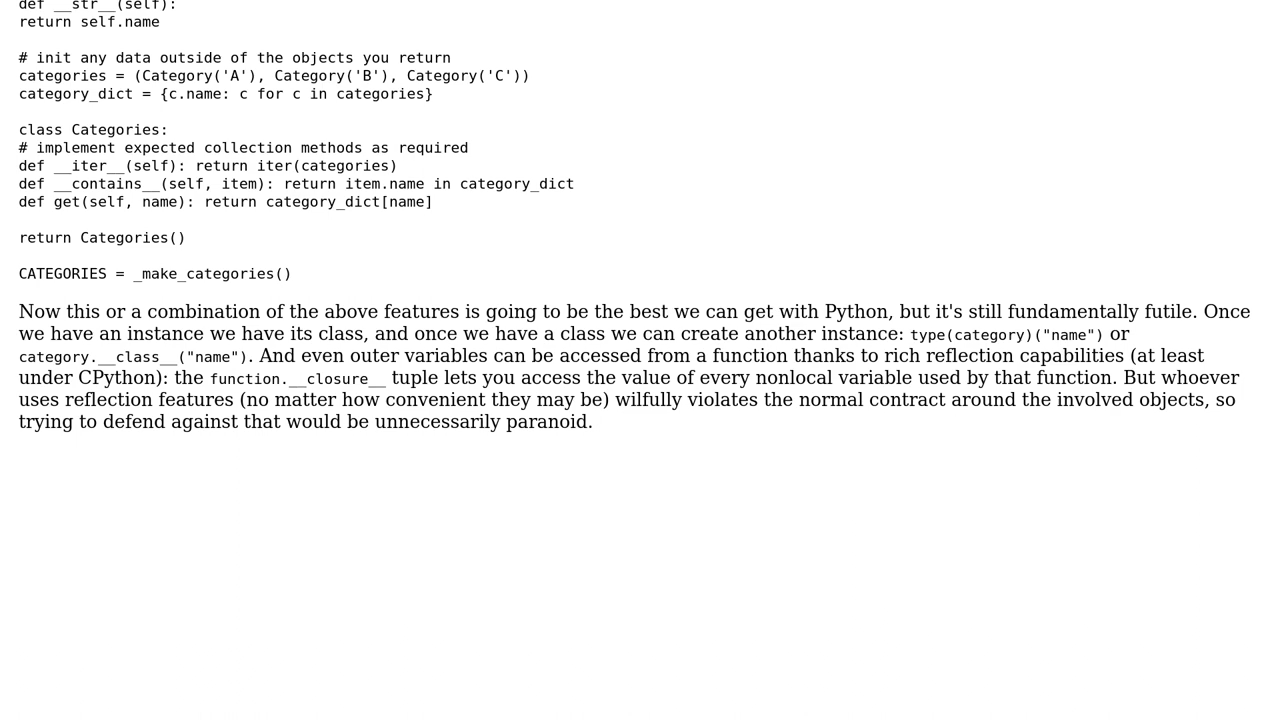 def __str__(self):
return self.name
# init any data outside of the objects you return
categories = (Category('A'), Category('B'), Category('C'))
category_dict = {c.name: c for c in categories}
class Categories:
# implement expected collection methods as required
def __iter__(self): return iter(categories)
def __contains__(self, item): return item.name in category_dict
def get(self, name): return category_dict[name]
return Categories()
CATEGORIES = _make_categories()
Now this or a combination of the above features is going to be the best we can get with Python, but it's still fundamentally futile. Once
we have an instance we have its class, and once we have a class we can create another instance: type(category)("name") or
category.__class__("name"). And even outer variables can be accessed from a function thanks to rich reflection capabilities (at least
under CPython): the function.__closure__ tuple lets you access the value of every nonlocal variable used by that function. But whoever
uses reflection features (no matter how convenient they may be) wilfully violates the normal contract around the involved objects, so
trying to defend against that would be unnecessarily paranoid.